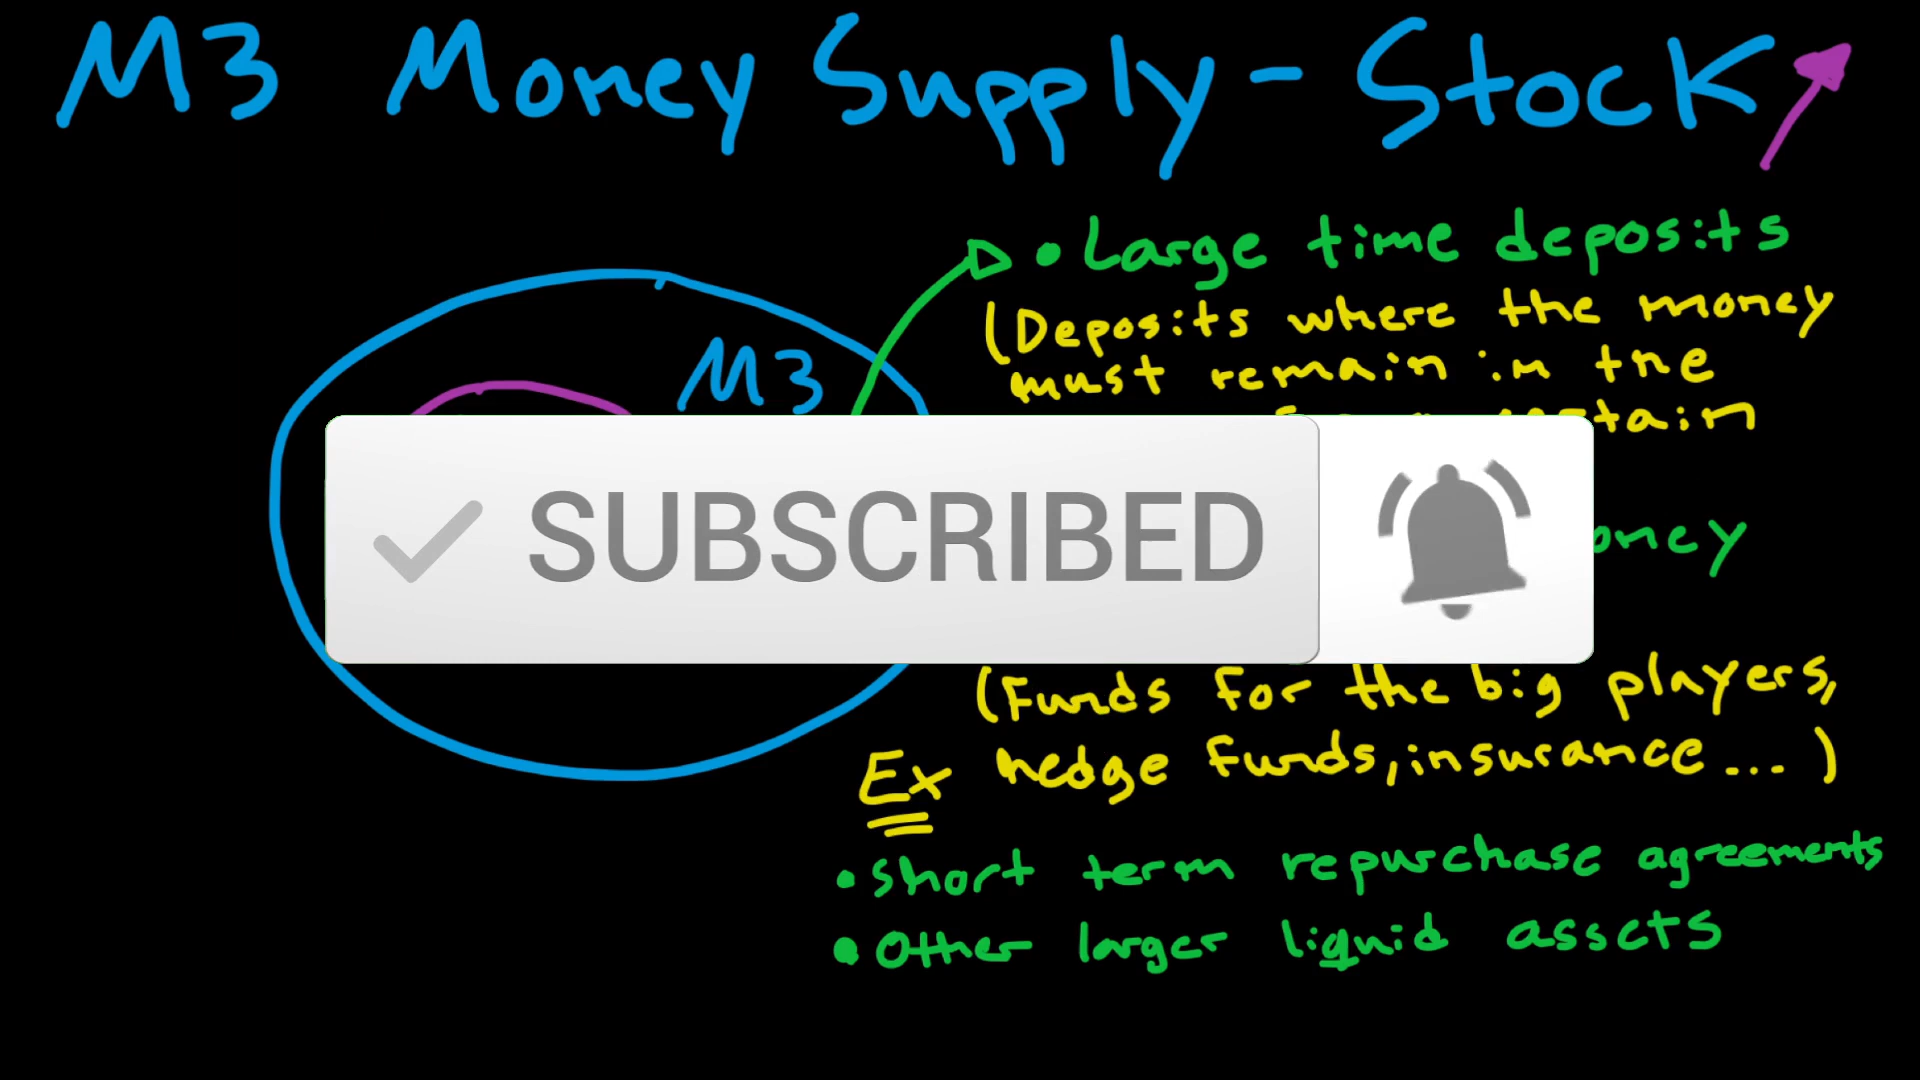 M3 Money Supply - Stock
• Large time deposits
(Deposits where the money
must remain in the
M3
SUBSCRIBED
(Funds for the big players,
Ex hedge funds, insurance... )
• Short term repurchase agreements
• Other larger liquid assets